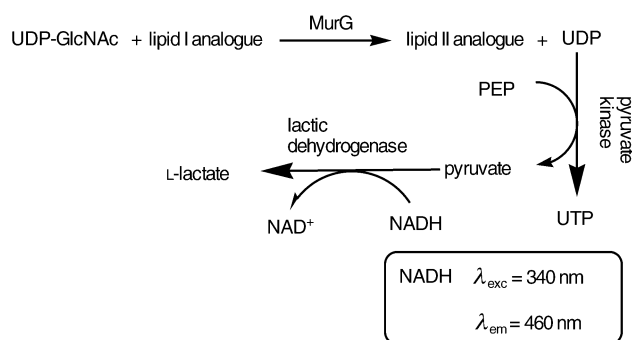 MurG
UDP-GlcNAc + lipid I analogue
lipid II analogue + UDP
PEP
pyruvate
kinase
lactic
dehydrogenase
L-lactate
pyruvate
NAD+
NADH
UTP
NADH λexc = 340 nm
λem = 460 nm